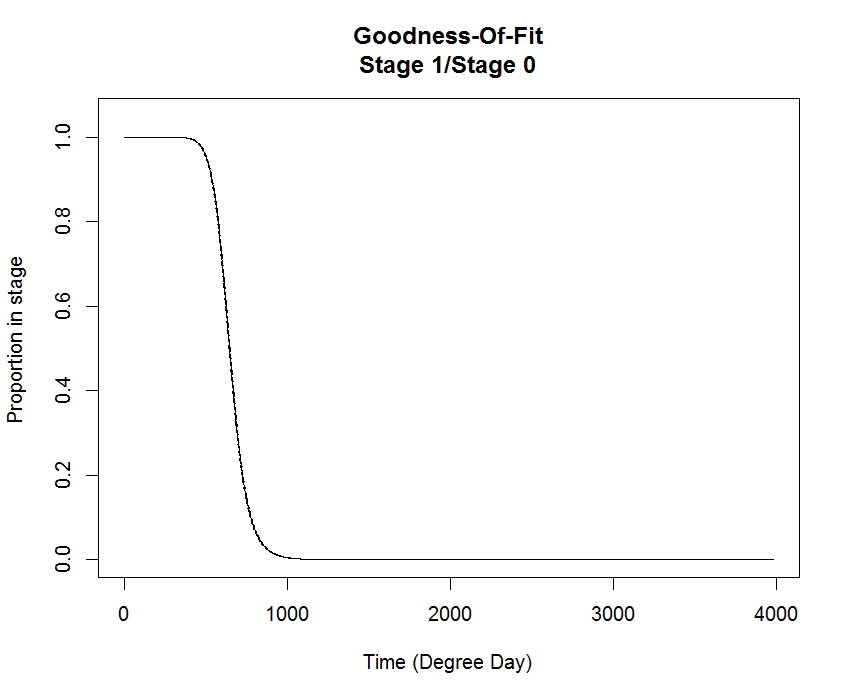 Goodness-Of-Fit
Stage 1/Stage 0
Proportion in stage
1.0
0.8
0.6
0.4
0.2
0.0
0 1000 2000 3000 4000
Time (Degree Day)